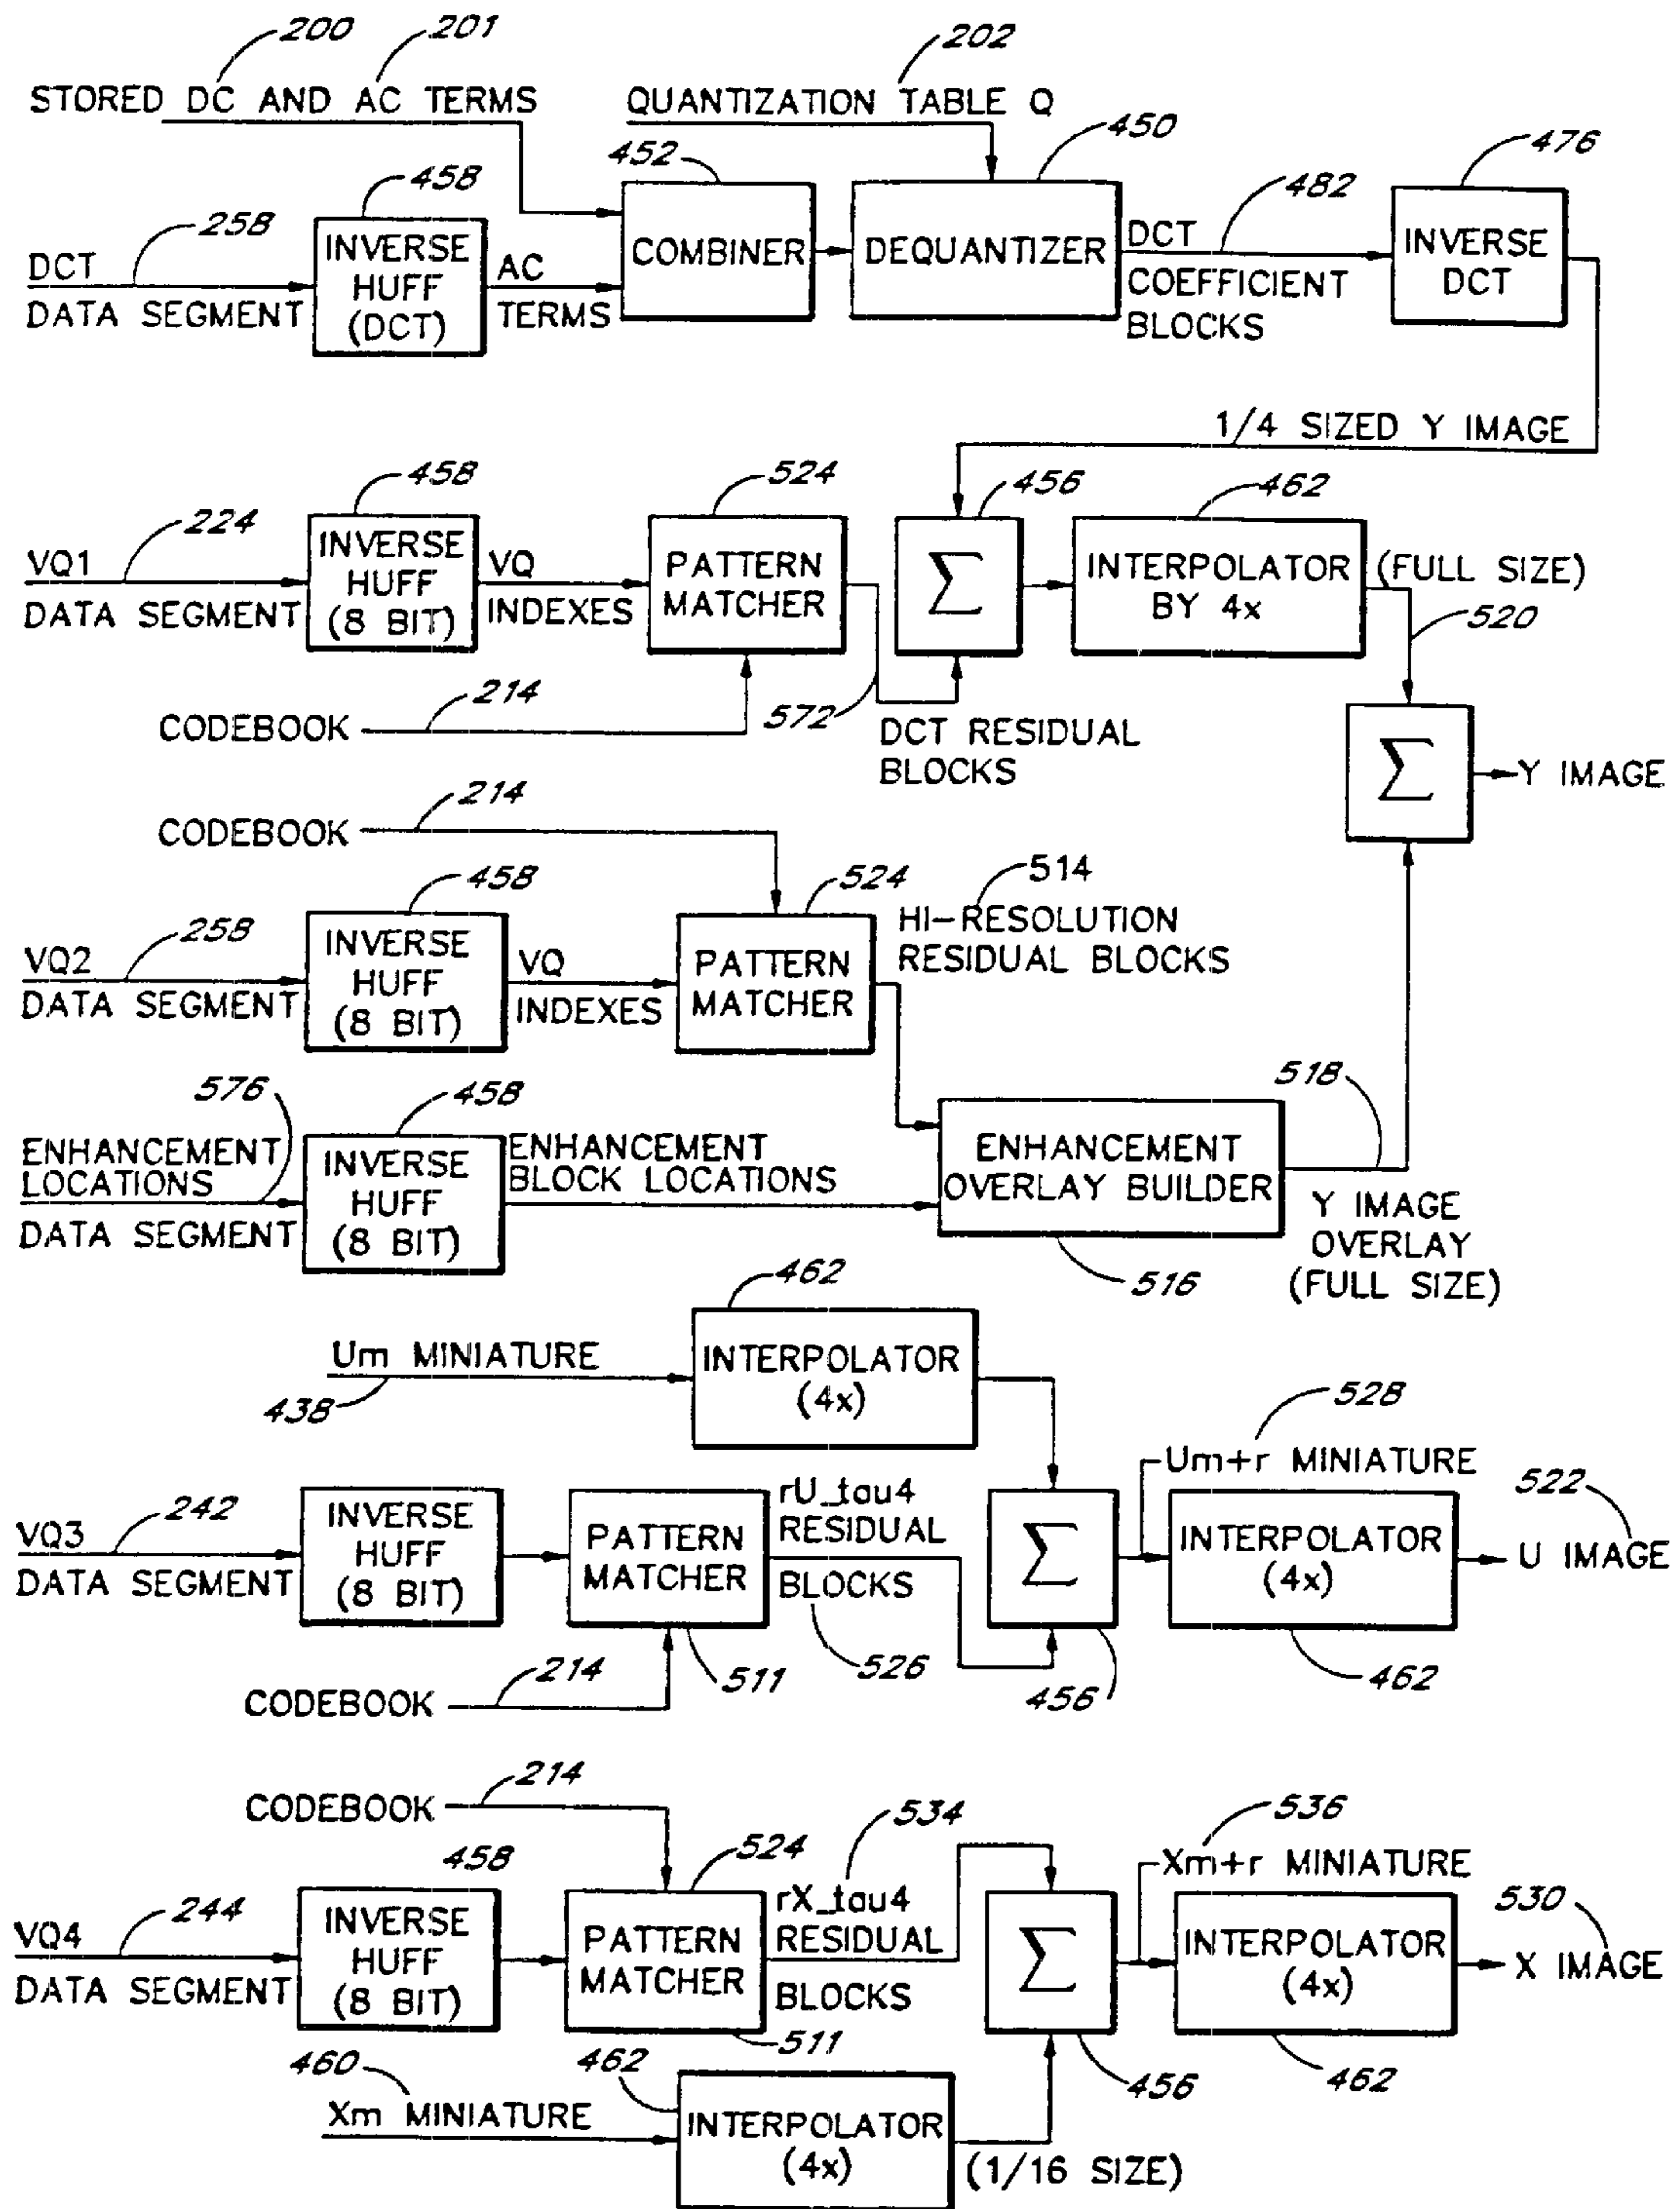 200
201
202
STORED DC AND AC TERMS
QUANTIZATION TABLE Q
450
452
476
458
482
258
INVERSE
HUFF
(DCT)
COMBINER
DEQUANTIZER
DCT
COEFFICIENT
BLOCKS
INVERSE
DCT
DCT
DATA SEGMENT
AC
TERMS
1/4 SIZED Y IMAGE
458
524
456
462
224
VQ1
DATA SEGMENT
INVERSE
HUFF
(8 BIT)
VQ
INDEXES
PATTERN
MATCHER
Σ
INTERPOLATOR
BY 4x
(FULL SIZE)
520
214
CODEBOOK
572
DCT RESIDUAL
BLOCKS
Σ
Y IMAGE
214
CODEBOOK
458
524
514
HI-RESOLUTION
RESIDUAL BLOCKS
258
VQ2
DATA SEGMENT
INVERSE
HUFF
(8 BIT)
VQ
INDEXES
PATTERN
MATCHER
576
458
518
ENHANCEMENT
LOCATIONS
DATA SEGMENT
INVERSE
HUFF
(8 BIT)
ENHANCEMENT
BLOCK LOCATIONS
ENHANCEMENT
OVERLAY BUILDER
Y IMAGE
OVERLAY
(FULL SIZE)
516
462
Um MINIATURE
438
INTERPOLATOR
(4x)
528
Um+r MINIATURE
522
242
VQ3
DATA SEGMENT
INVERSE
HUFF
(8 BIT)
PATTERN
MATCHER
rU_tau4
RESIDUAL
BLOCKS
Σ
INTERPOLATOR
(4x)
U IMAGE
214
CODEBOOK
511
526
456
462
214
CODEBOOK
534
536
458
524
Xm+r MINIATURE
530
244
VQ4
DATA SEGMENT
INVERSE
HUFF
(8 BIT)
PATTERN
MATCHER
rX_tau4
RESIDUAL
BLOCKS
Σ
INTERPOLATOR
(4x)
X IMAGE
511
460
462
456
462
Xm MINIATURE
INTERPOLATOR
(4x)
(1/16 SIZE)